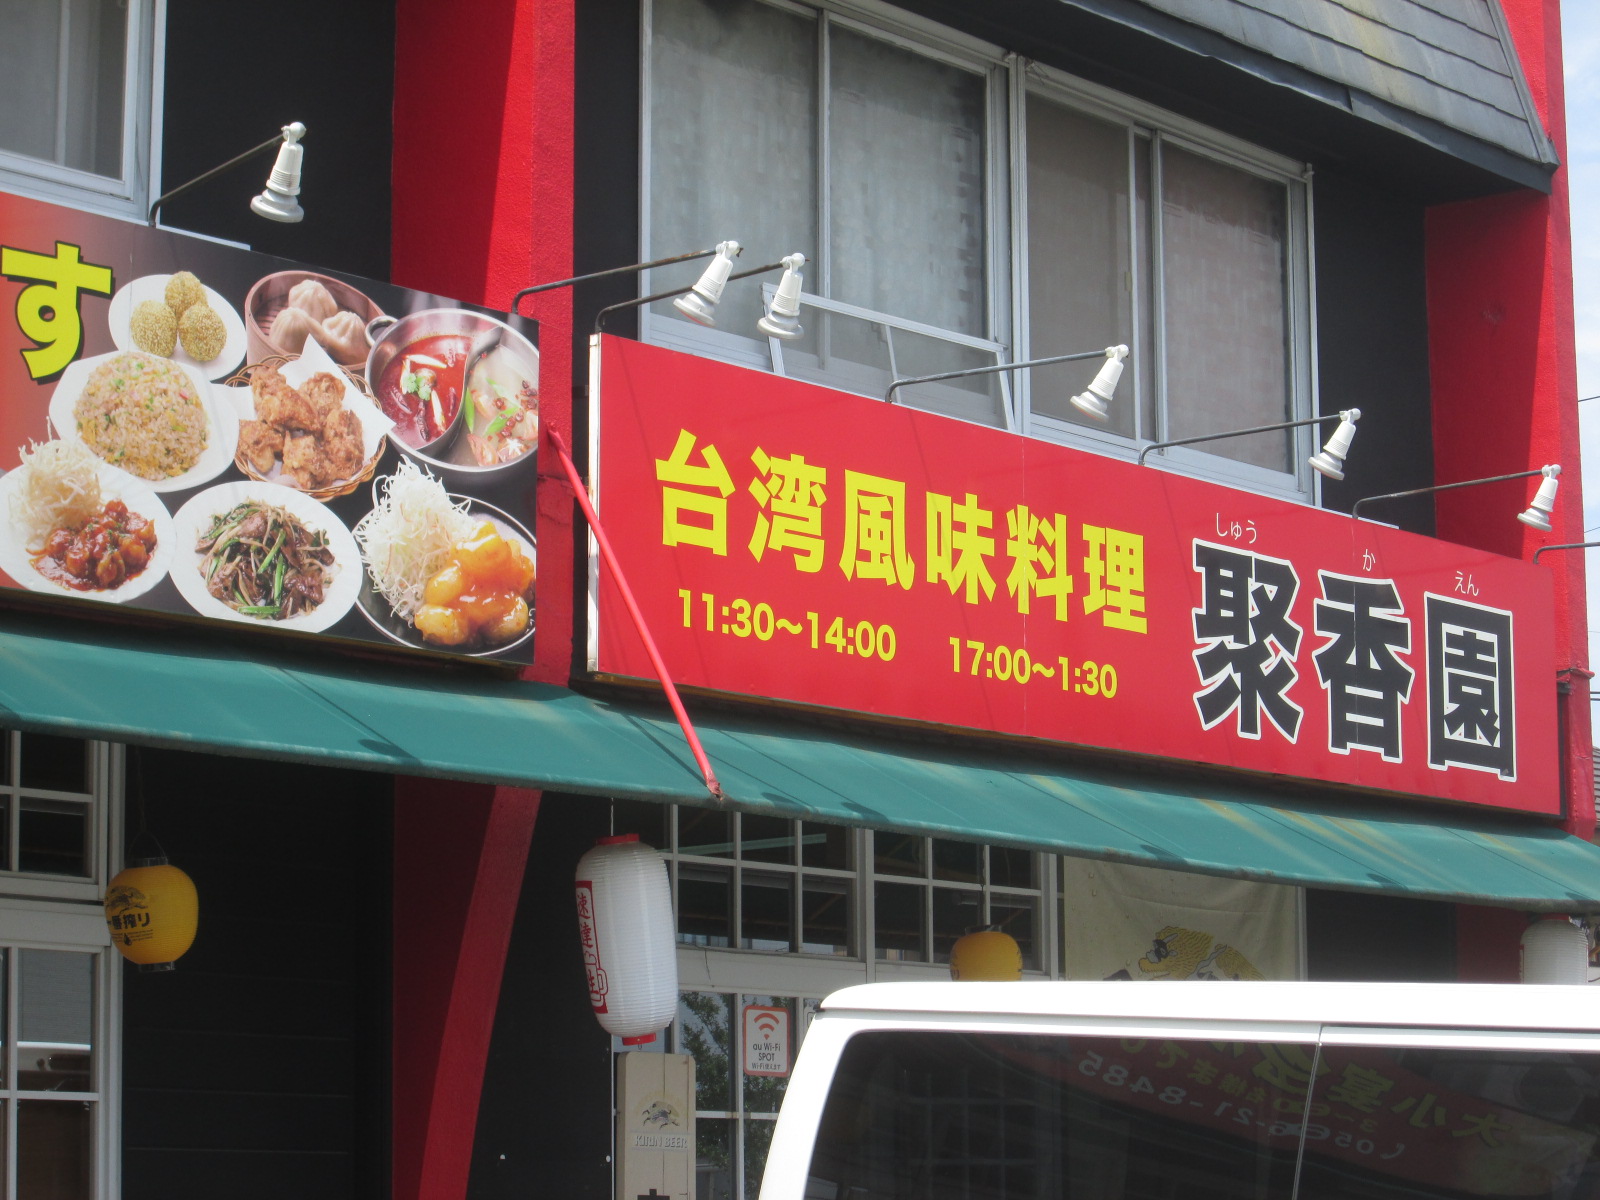 す
台湾風味料理
11:30〜14:00 17:00〜1:30
しゅう か えん
聚香園
一番搾り
au Wi-Fi
SPOT
KIRIN BEER